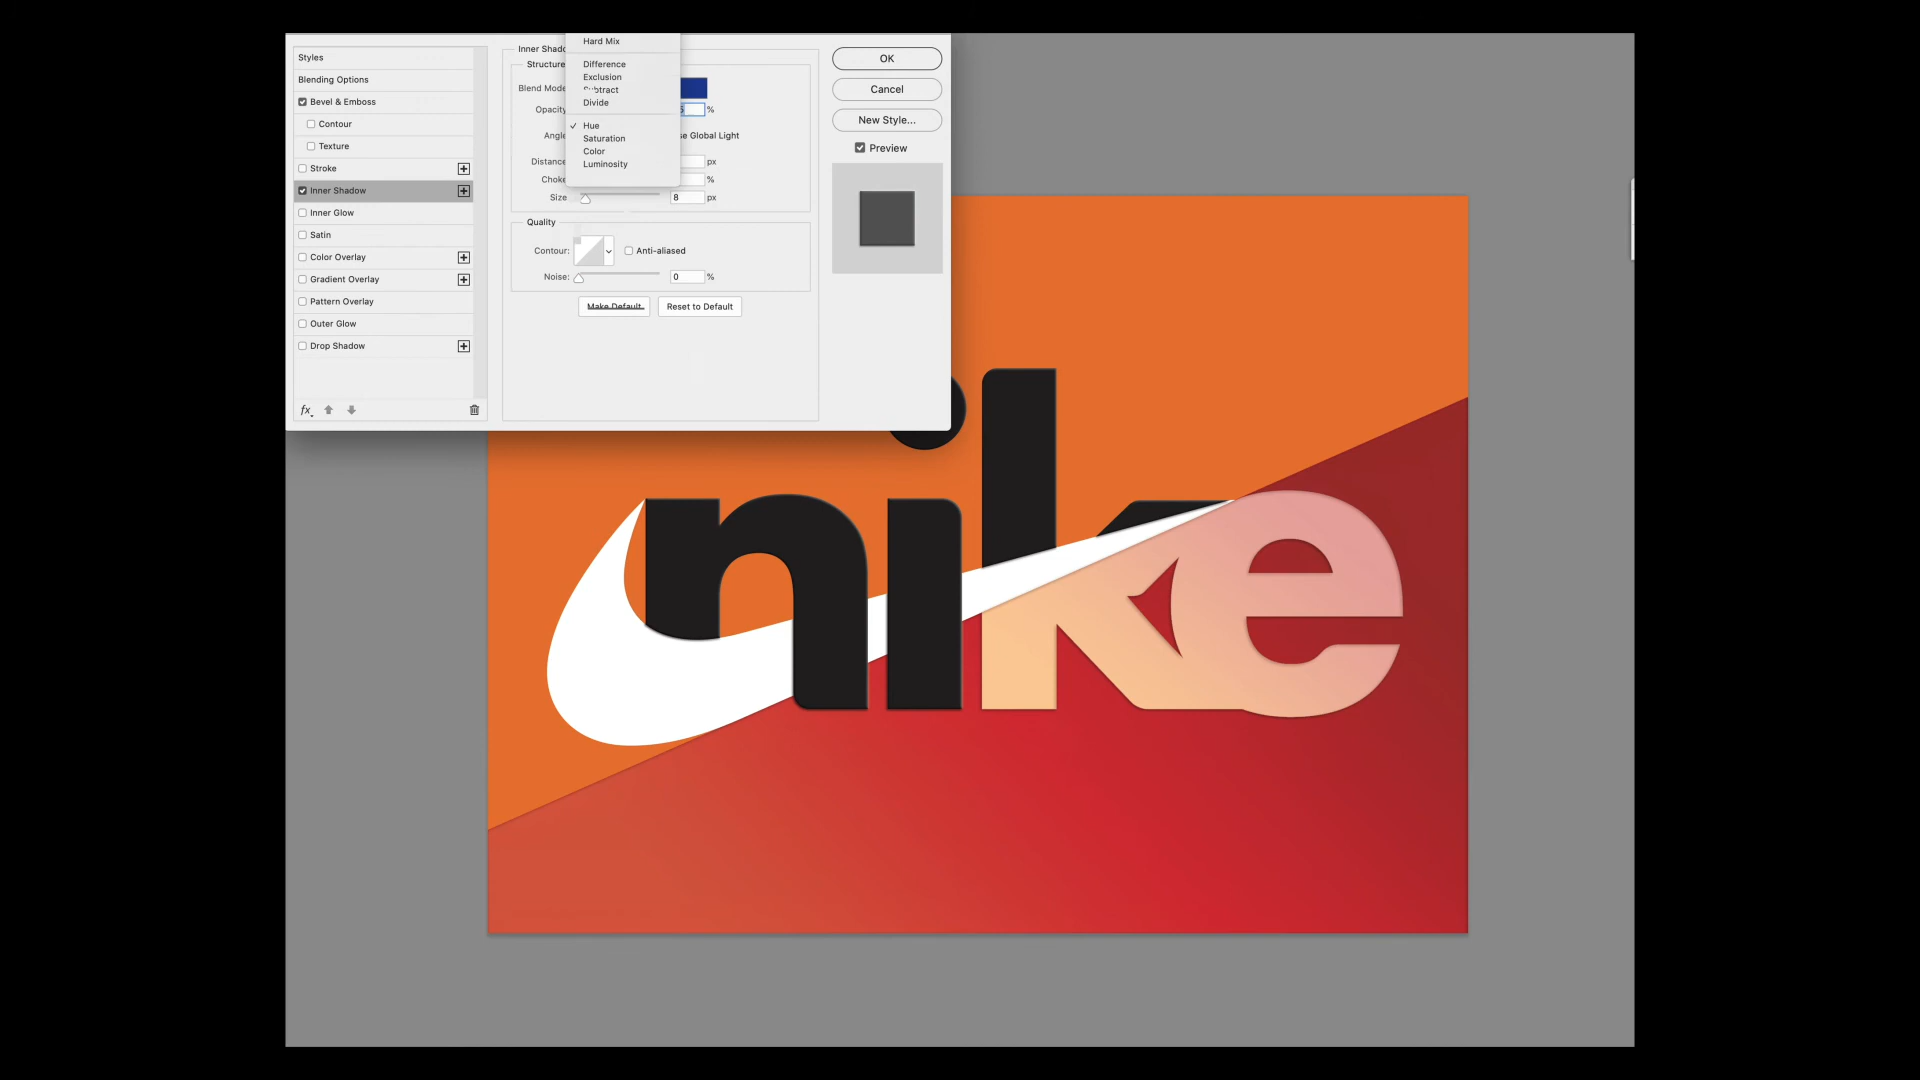 Styles
Blending Options
Bevel & Emboss
Contour
Texture
Stroke
Inner Shadow
Inner Glow
Satin
Color Overlay
Gradient Overlay
Pattern Overlay
Outer Glow
Drop Shadow
fx
Inner Shado
Structure
Blend Mode
Opacity
%
Angle
se Global Light
Distance
px
Choke
%
Size
8 px
Hard Mix
Difference
Exclusion
Subtract
Divide
Hue
Saturation
Color
Luminosity
Quality
Contour:
Anti-aliased
Noise:
0 %
Make Default
Reset to Default
OK
Cancel
New Style...
Preview
nike